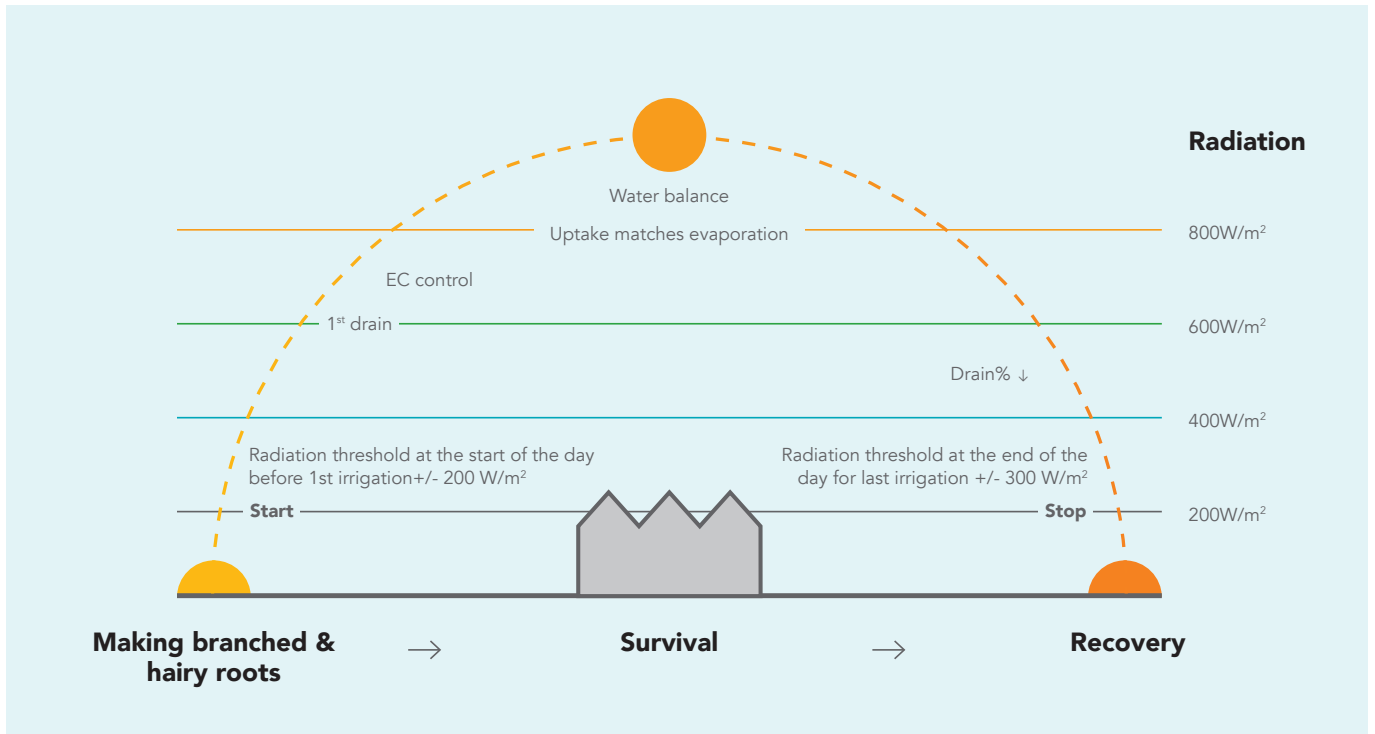 Radiation
Water balance
Uptake matches evaporation
800W/m²
EC control
1st drain
600W/m²
Drain% ↓
400W/m²
Radiation threshold at the start of the day
before 1st irrigation+/- 200 W/m²
Radiation threshold at the end of the
day for last irrigation +/- 300 W/m²
Start
Stop
200W/m²
Making branched &
hairy roots
→
Survival
→
Recovery